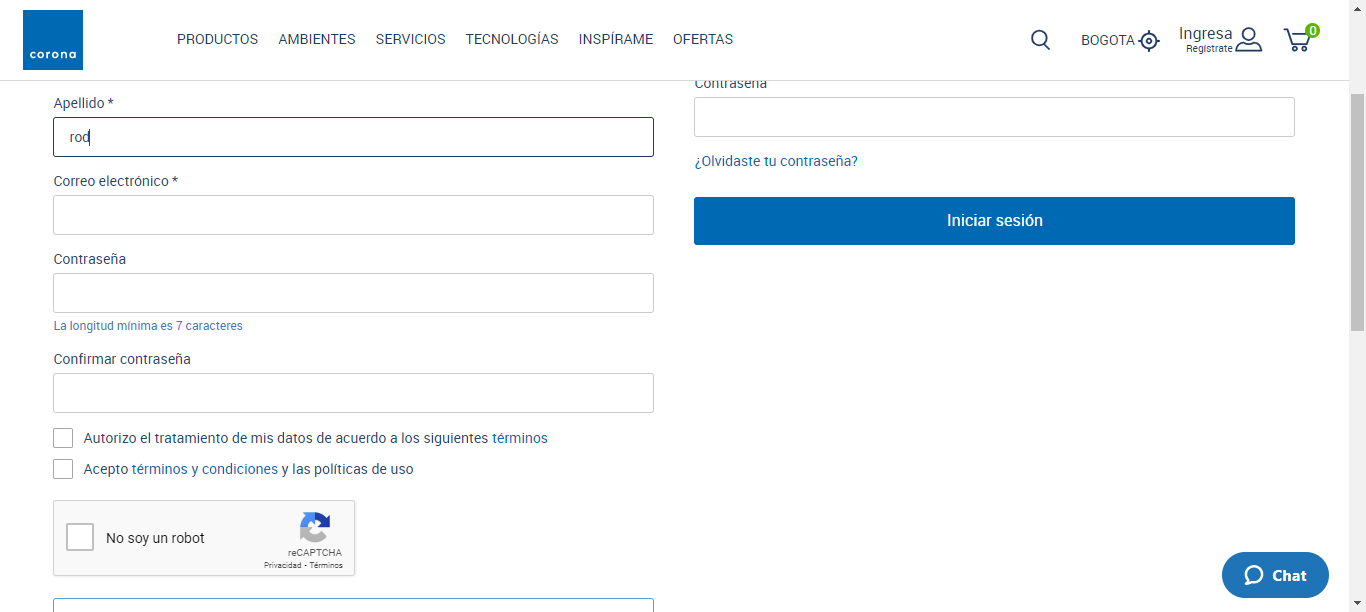 corona
PRODUCTOS AMBIENTES SERVICIOS TECNOLOGÍAS INSPÍRAME OFERTAS
BOGOTA
Ingresa
Regístrate
0
Apellido *
rod
Correo electrónico *
Contraseña
La longitud mínima es 7 caracteres
Confirmar contraseña
Autorizo el tratamiento de mis datos de acuerdo a los siguientes términos
Acepto términos y condiciones y las políticas de uso
No soy un robot
reCAPTCHA
Privacidad - Términos
Contraseña
¿Olvidaste tu contraseña?
Iniciar sesión
Chat